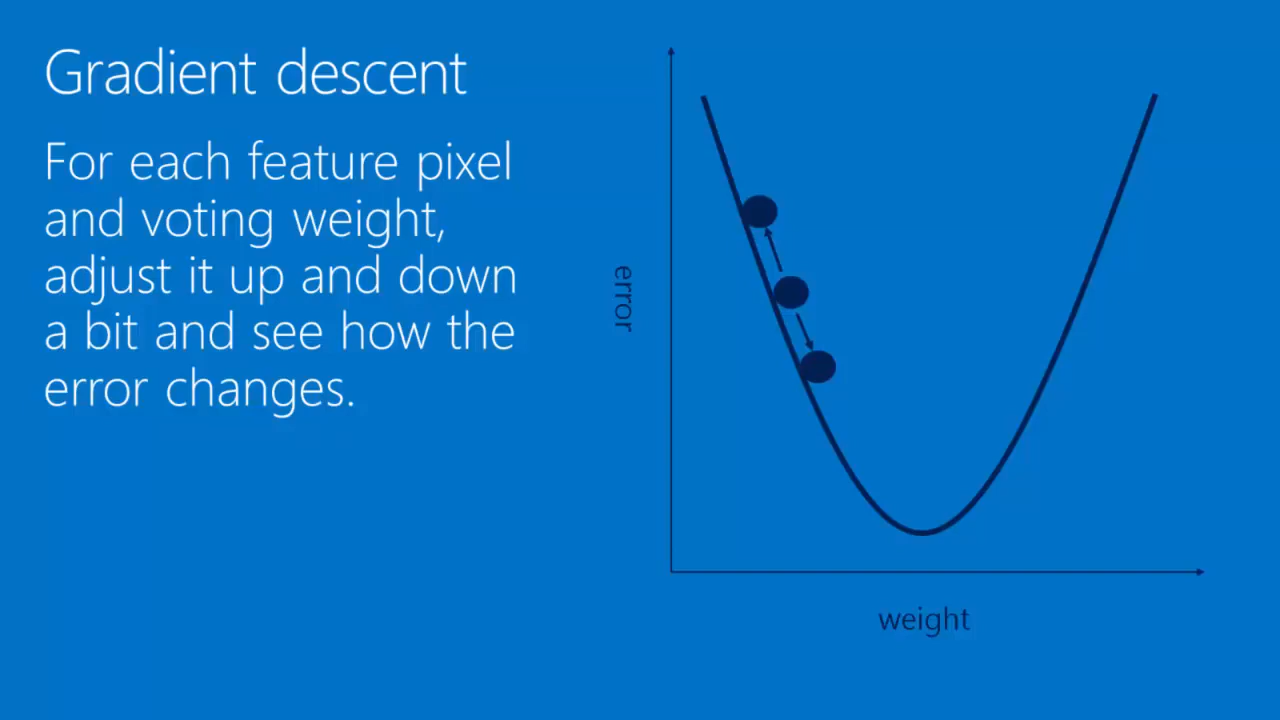 Gradient descent
For each feature pixel
and voting weight,
adjust it up and down
a bit and see how the
error changes.
error
weight